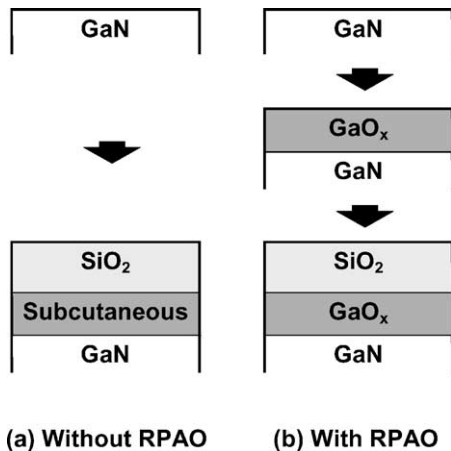 GaN
SiO₂
Subcutaneous
GaN
(a) Without RPAO
GaN
GaOₓ
GaN
SiO₂
GaOₓ
GaN
(b) With RPAO